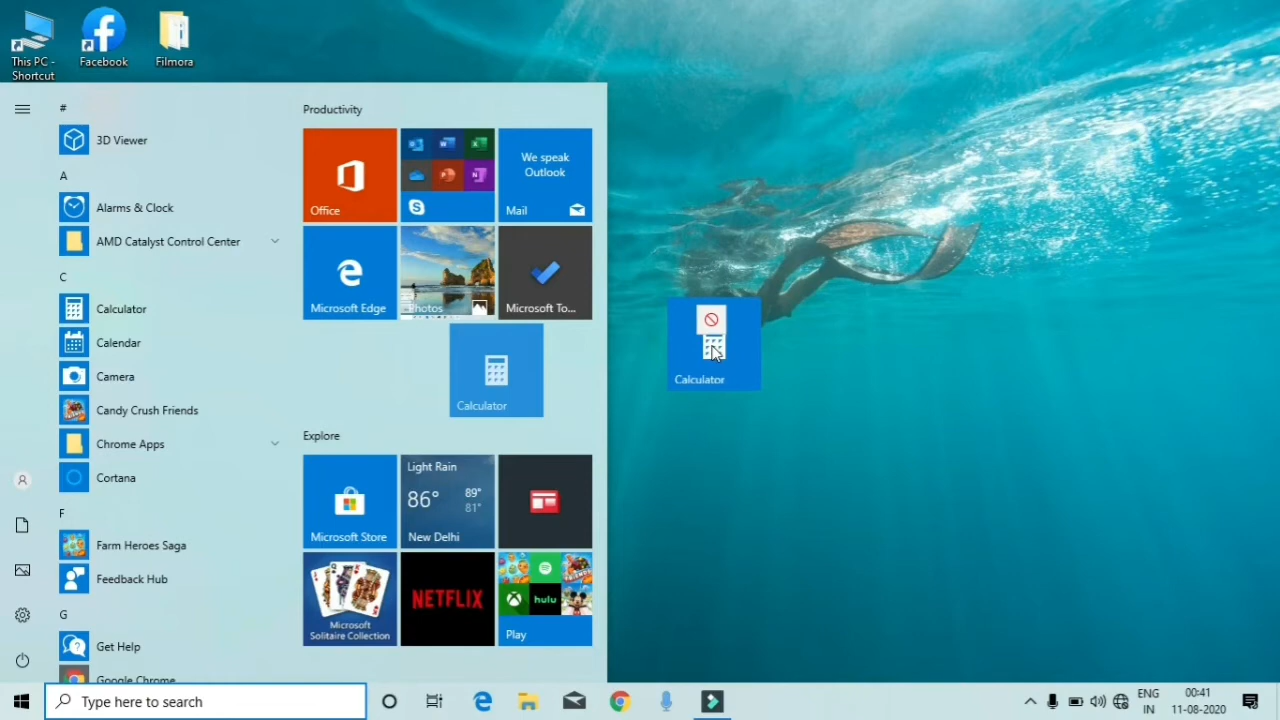 This PC -
Shortcut
Facebook
Filmora
#
3D Viewer
A
Alarms & Clock
AMD Catalyst Control Center
C
Calculator
Calendar
Camera
Candy Crush Friends
Chrome Apps
Cortana
F
Farm Heroes Saga
Feedback Hub
G
Get Help
Google Chrome
Productivity
Office
We speak
Outlook
Mail
Microsoft Edge
Photos
Microsoft To...
Calculator
Explore
Microsoft Store
Light Rain
86°
89°
81°
New Delhi
Microsoft
Solitaire Collection
NETFLIX
hulu
Play
Calculator
Type here to search
ENG
IN
00:41
11-08-2020